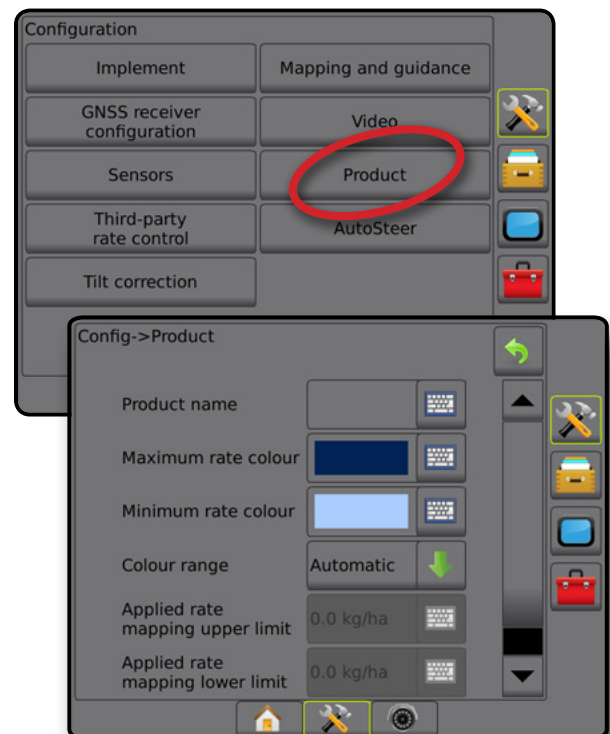 Configuration
Implement
Mapping and guidance
GNSS receiver
configuration
Video
Sensors
Product
Third-party
rate control
AutoSteer
Tilt correction
Config->Product
Product name
Maximum rate colour
Minimum rate colour
Colour range
Automatic
Applied rate
mapping upper limit
0.0 kg/ha
Applied rate
mapping lower limit
0.0 kg/ha